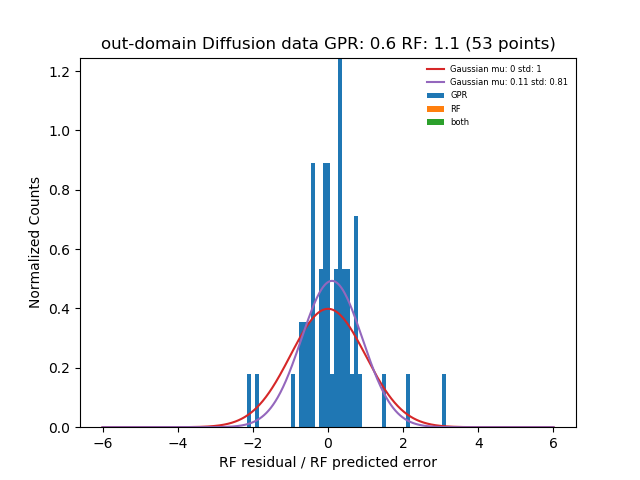 out-domain Diffusion data GPR: 0.6 RF: 1.1 (53 points)
Gaussian mu: 0 std: 1
Gaussian mu: 0.11 std: 0.81
GPR
RF
both
Normalized Counts
1.2
1.0
0.8
0.6
0.4
0.2
0.0
−6 −4 −2 0 2 4 6
RF residual / RF predicted error